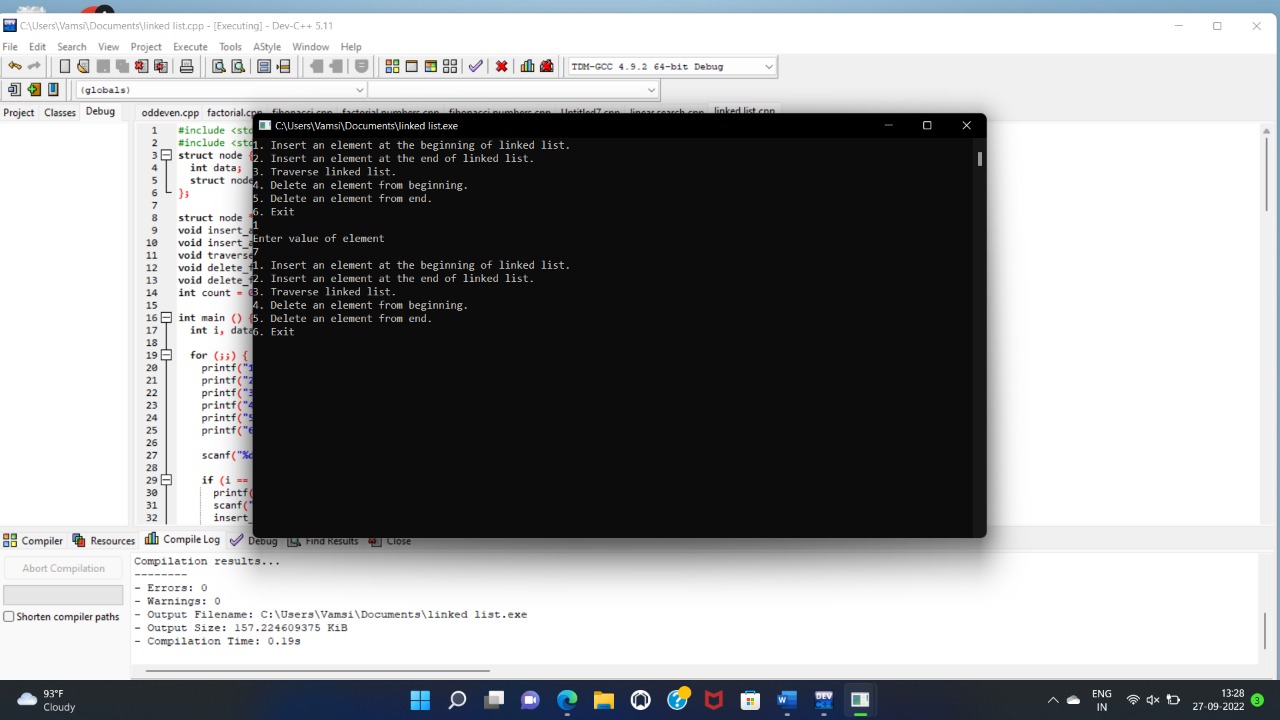 C:\Users\Vamsi\Documents\linked list.cpp - [Executing] - Dev-C++ 5.11
File Edit Search View Project Execute Tools AStyle Window Help
TDM-GCC 4.9.2 64-bit Debug
(globals)
Project Classes Debug
oddeven.cpp factorial.cpp fibonacci.cpp factorial numbers.cpp fibonacci numbers.cpp Untitled7.cpp linear search.cpp linked list.cpp
1 #include <std
2 #include <std
3 struct node {
4 int data;
5 struct node
6 };
7
8 struct node *
9 void insert_a
10 void insert_a
11 void traverse
12 void delete_f
13 void delete_f
14 int count = 0
15
16 int main () {
17 int i, data
18
19 for (;;) {
20 printf("1
21 printf("2
22 printf("3
23 printf("4
24 printf("5
25 printf("6
26
27 scanf("%d
28
29 if (i ==
30 printf(
31 scanf("
32 insert_
C:\Users\Vamsi\Documents\linked list.exe
1. Insert an element at the beginning of linked list.
2. Insert an element at the end of linked list.
3. Traverse linked list.
4. Delete an element from beginning.
5. Delete an element from end.
6. Exit
1
Enter value of element
7
1. Insert an element at the beginning of linked list.
2. Insert an element at the end of linked list.
3. Traverse linked list.
4. Delete an element from beginning.
5. Delete an element from end.
6. Exit
Compiler Resources Compile Log Debug Find Results Close
Abort Compilation
Shorten compiler paths
Compilation results...
--------
- Errors: 0
- Warnings: 0
- Output Filename: C:\Users\Vamsi\Documents\linked list.exe
- Output Size: 157.224609375 KiB
- Compilation Time: 0.19s
93°F
Cloudy
ENG
IN
13:28
27-09-2022
3